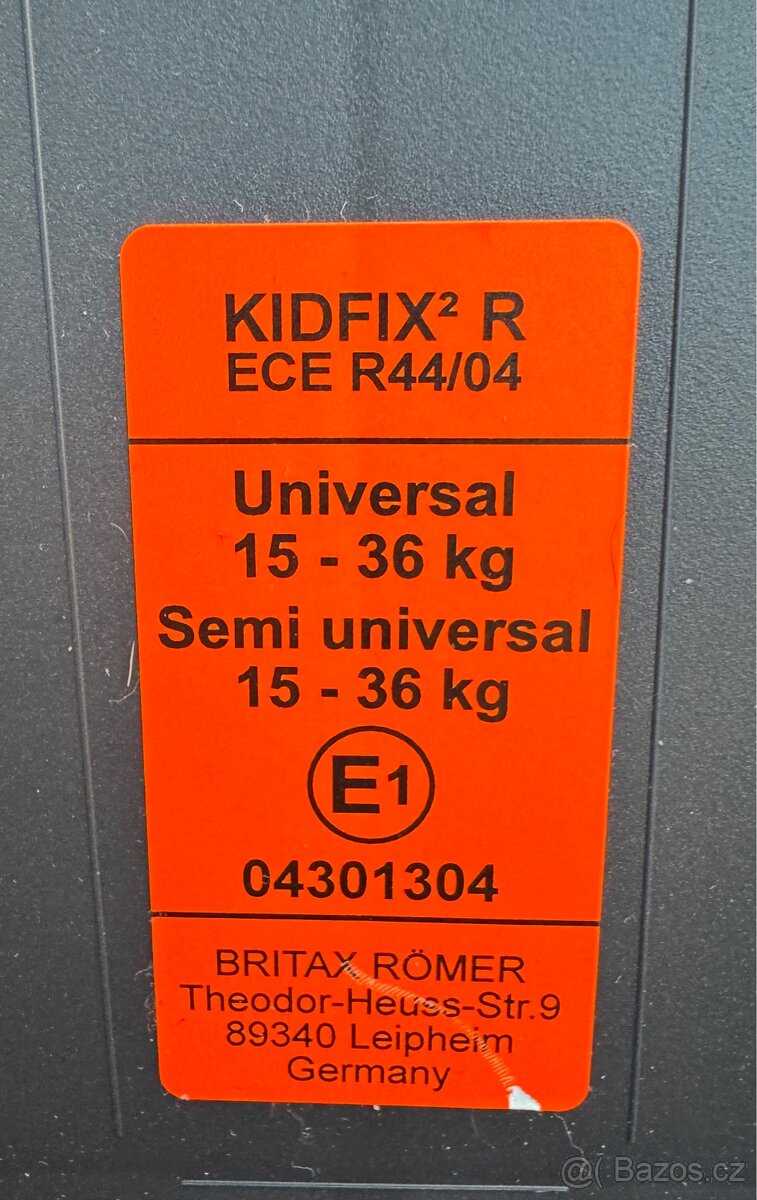 KIDFIX² R
ECE R44/04
Universal
15 - 36 kg
Semi universal
15 - 36 kg
E1
04301304
BRITAX RÖMER
Theodor-Heuss-Str.9
89340 Leipheim
Germany
@( Bazoš.cz